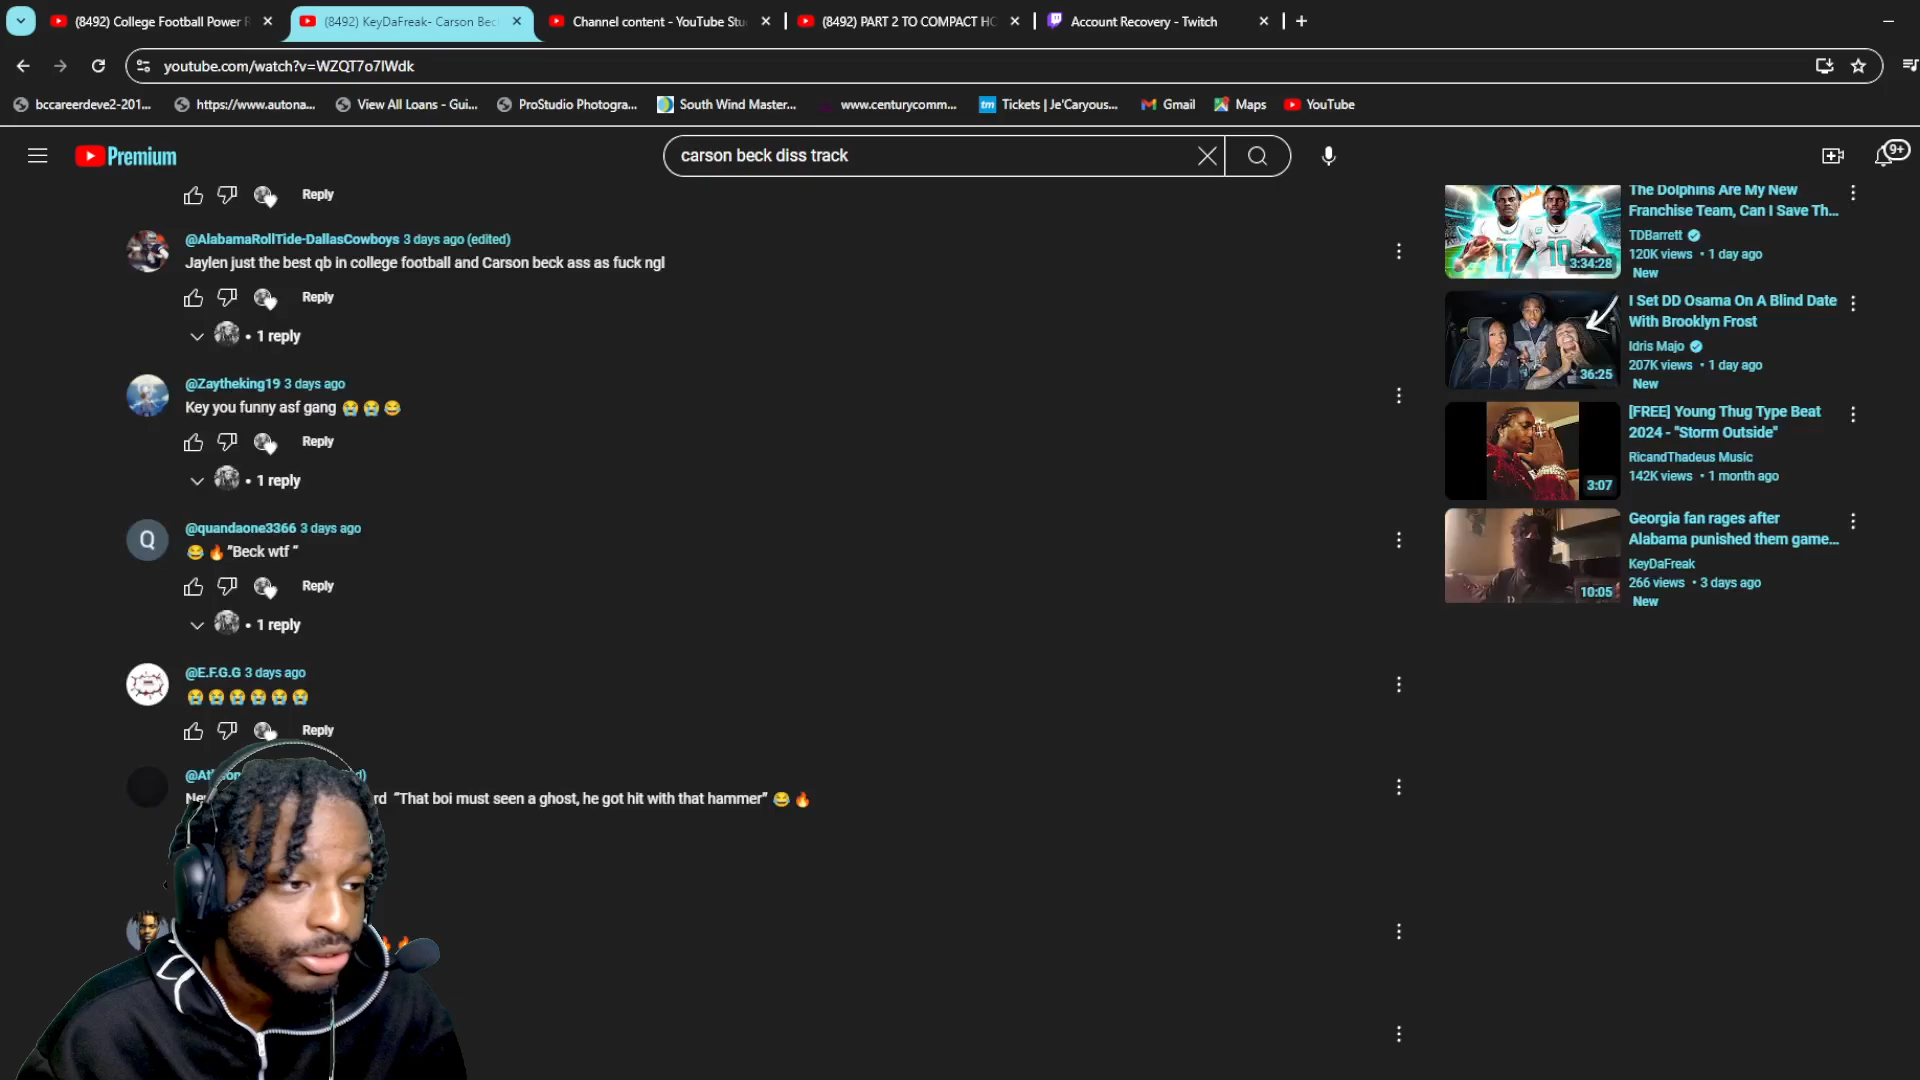 (8492) College Football Power R
(8492) KeyDaFreak- Carson Bec
Channel content - YouTube Stu
(8492) PART 2 TO COMPACT HO
Account Recovery - Twitch
youtube.com/watch?v=WZQT7o7IWdk
bccareerdeve2-201...
https://www.autona...
View All Loans - Gui...
ProStudio Photogra...
South Wind Master...
www.centurycomm...
tm
Tickets | Je'Caryous...
Gmail
Maps
YouTube
Premium
carson beck diss track
9+
Reply
@AlabamaRollTide-DallasCowboys 3 days ago (edited)
Jaylen just the best qb in college football and Carson beck ass as fuck ngl
Reply
• 1 reply
@Zaytheking19 3 days ago
Key you funny asf gang 😭 😭 😂
Reply
• 1 reply
Q
@quandaone3366 3 days ago
😂 🔥 ”Beck wtf “
Reply
• 1 reply
@E.F.G.G 3 days ago
😭 😭 😭 😭 😭 😭
Reply
“That boi must seen a ghost, he got hit with that hammer” 😂 🔥
The Dolphins Are My New
Franchise Team, Can I Save Th...
TDBarrett
120K views • 1 day ago
New
3:34:28
I Set DD Osama On A Blind Date
With Brooklyn Frost
Idris Majo
207K views • 1 day ago
New
36:25
[FREE] Young Thug Type Beat
2024 - "Storm Outside"
RicandThadeus Music
142K views • 1 month ago
3:07
Georgia fan rages after
Alabama punished them game...
KeyDaFreak
266 views • 3 days ago
New
10:05